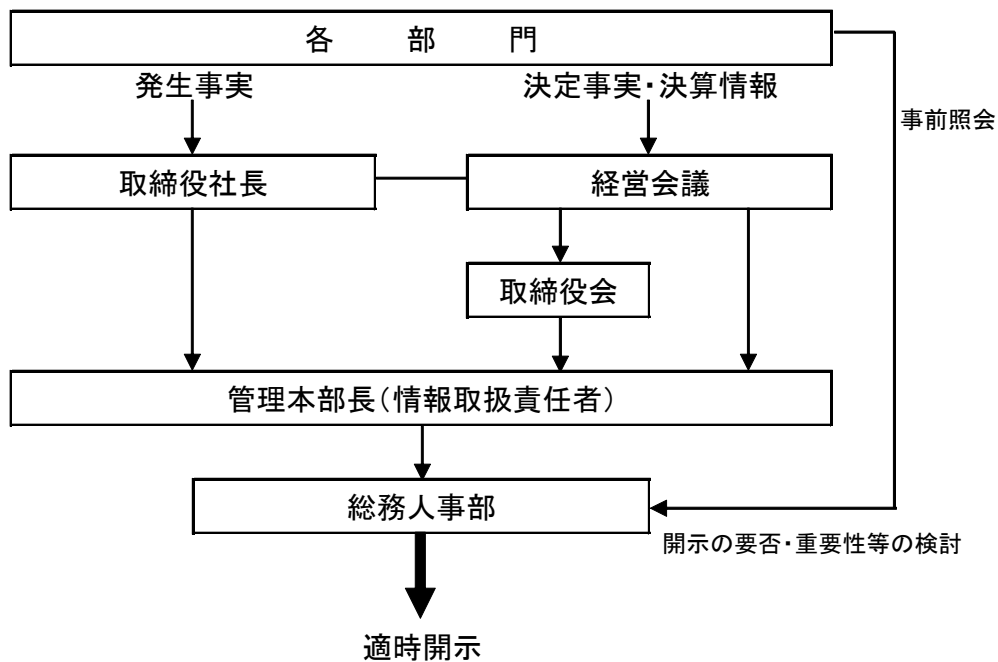 各 部 門
発生事実
決定事実・決算情報
事前照会
取締役社長
経営会議
取締役会
管理本部長（情報取扱責任者）
総務人事部
開示の要否・重要性等の検討
適時開示